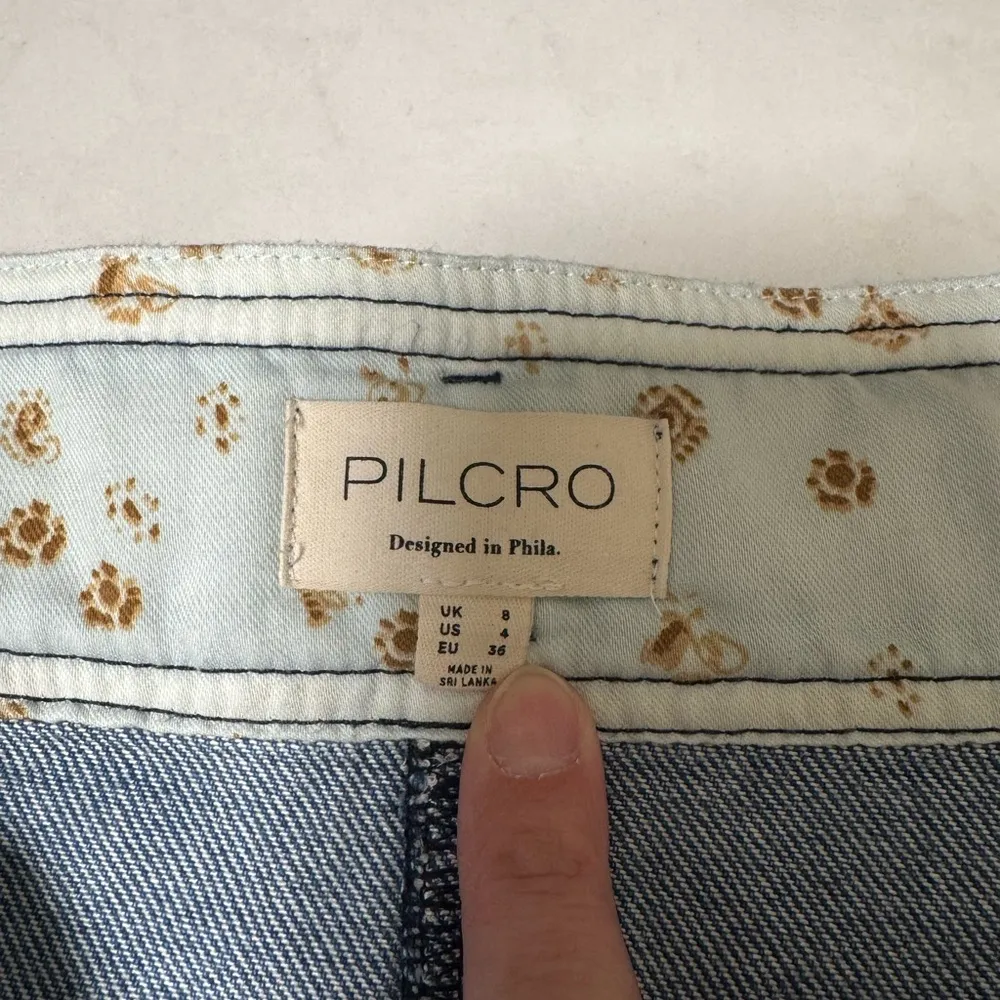 PILCRO
Designed in Phila.
UK 8
US 4
EU 36
MADE IN
SRI LANKA